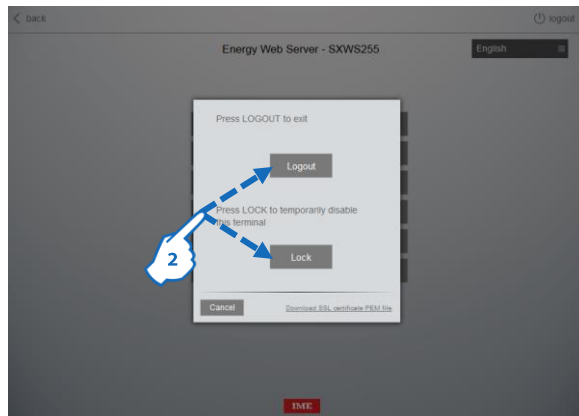 back
logout
Energy Web Server - SXWS255
English
Press LOGOUT to exit
Logout
Press LOCK to temporarily disable
this terminal
2
Lock
Cancel
Download SSL certificate PEM file
IME